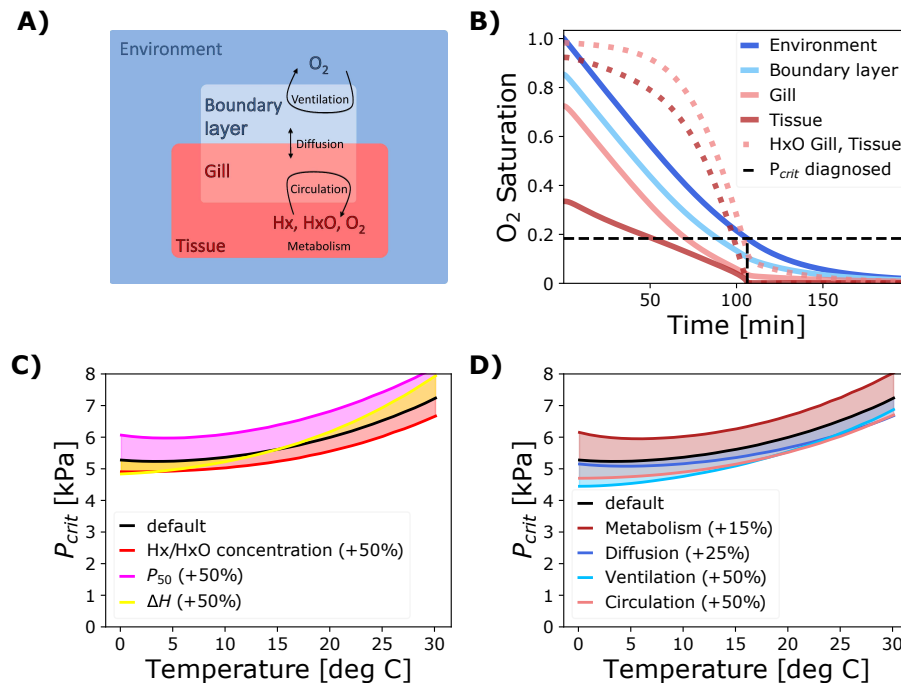 A)
Environment
O2
Ventilation
Boundary
layer
Diffusion
Gill
Circulation
Hx, HxO, O2
Tissue
Metabolism
B)
O2 Saturation
1.0
0.8
0.6
0.4
0.2
0
Environment
Boundary layer
Gill
Tissue
HxO Gill, Tissue
Pcrit diagnosed
50
100
150
Time [min]
C)
Pcrit [kPa]
8
7
6
5
4
3
2
1
0
default
Hx/HxO concentration (+50%)
P50 (+50%)
ΔH (+50%)
0
5
10
15
20
25
30
Temperature [deg C]
D)
Pcrit [kPa]
8
7
6
5
4
3
2
1
0
default
Metabolism (+15%)
Diffusion (+25%)
Ventilation (+50%)
Circulation (+50%)
0
5
10
15
20
25
30
Temperature [deg C]